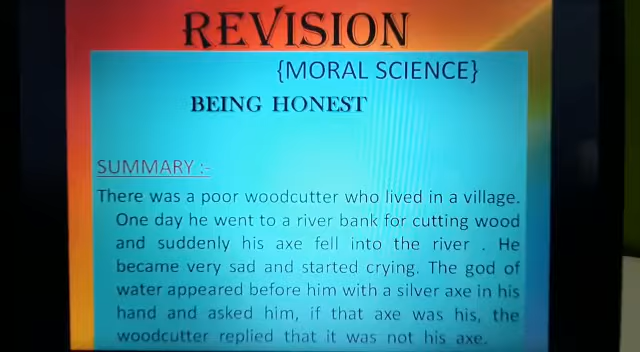 REVISION
{MORAL SCIENCE}
BEING HONEST
SUMMARY :-
There was a poor woodcutter who lived in a village.
One day he went to a river bank for cutting wood
and suddenly his axe fell into the river . He
became very sad and started crying. The god of
water appeared before him with a silver axe in his
hand and asked him, if that axe was his, the
woodcutter replied that it was not his axe.